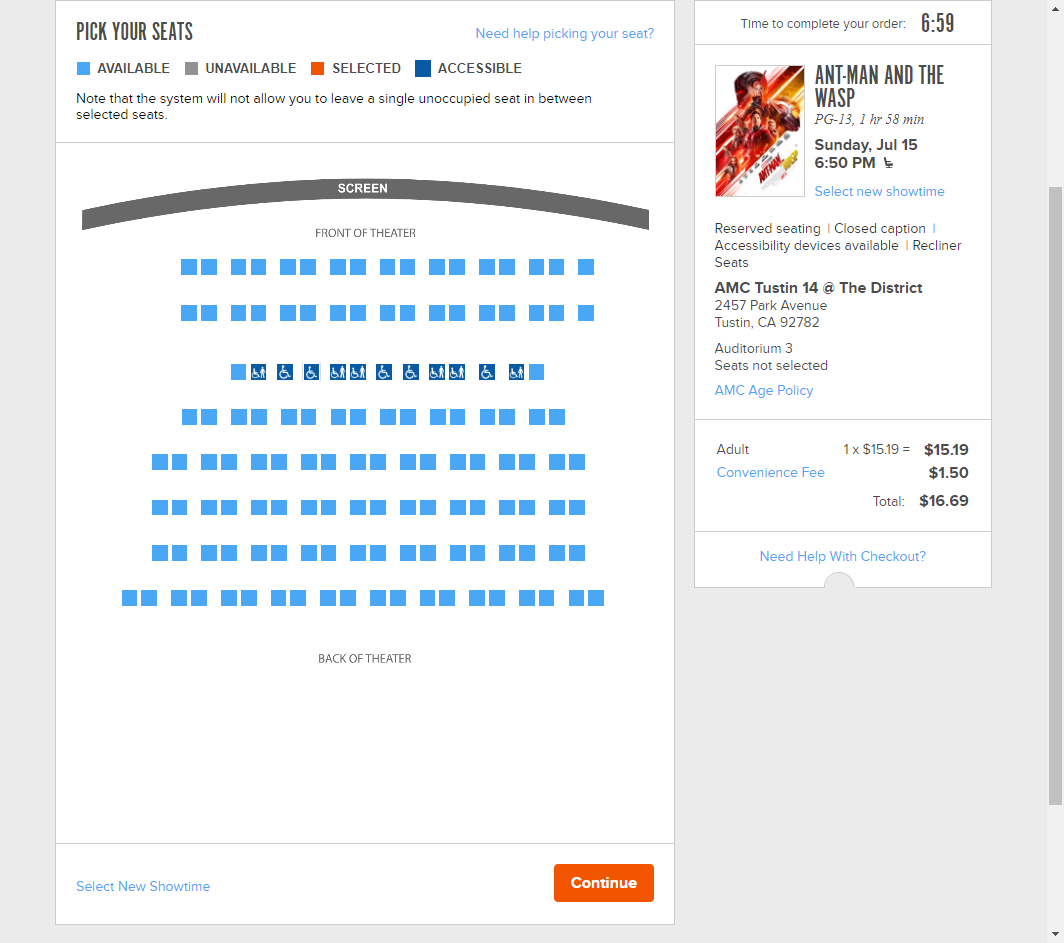 PICK YOUR SEATS
Need help picking your seat?
AVAILABLE UNAVAILABLE SELECTED ACCESSIBLE
Note that the system will not allow you to leave a single unoccupied seat in between
selected seats.
SCREEN
FRONT OF THEATER
BACK OF THEATER
Select New Showtime
Continue
Time to complete your order: 6:59
ANT-MAN AND THE
WASP
PG-13, 1 hr 58 min
Sunday, Jul 15
6:50 PM
Select new showtime
Reserved seating | Closed caption |
Accessibility devices available | Recliner
Seats
AMC Tustin 14 @ The District
2457 Park Avenue
Tustin, CA 92782
Auditorium 3
Seats not selected
AMC Age Policy
Adult 1 x $15.19 = $15.19
Convenience Fee $1.50
Total: $16.69
Need Help With Checkout?
ANT-MAN